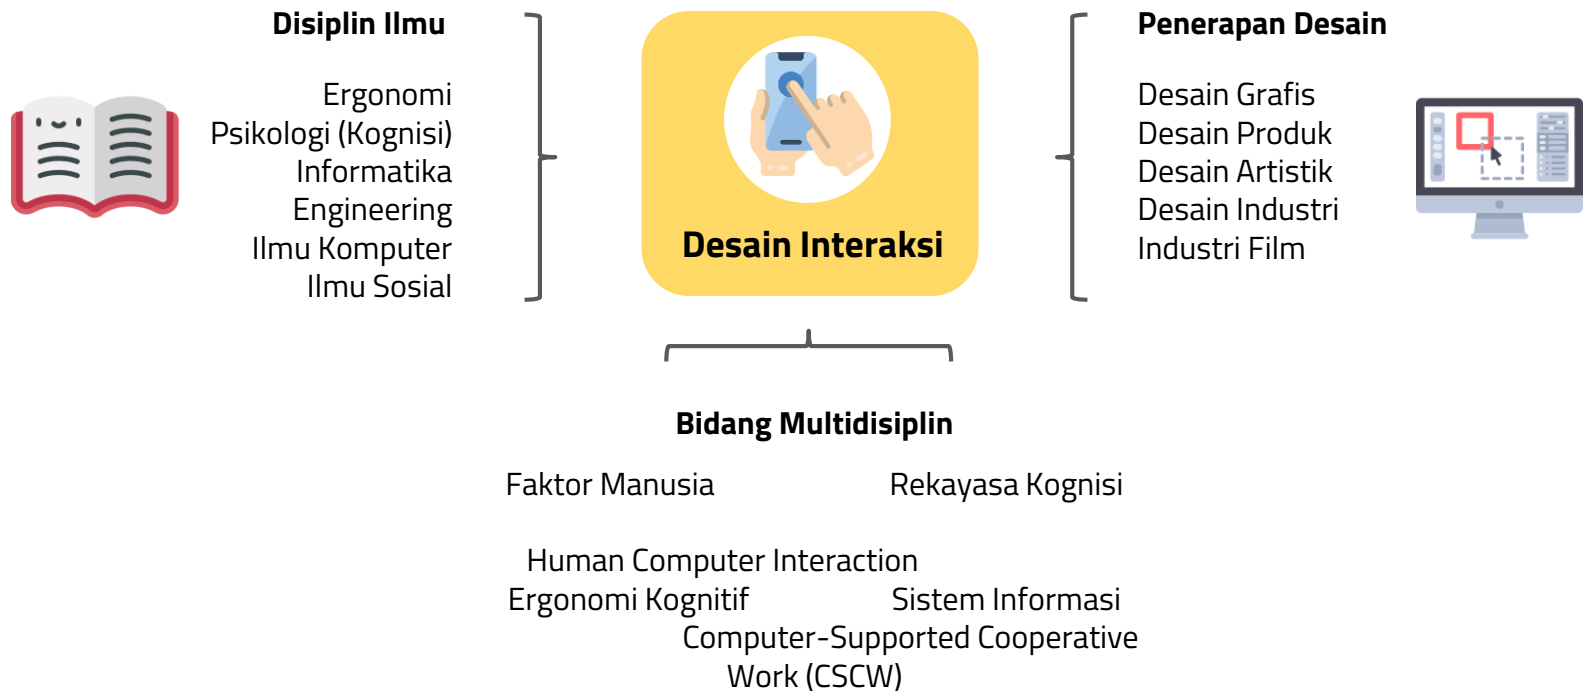 Disiplin Ilmu
Ergonomi
Psikologi (Kognisi)
Informatika
Engineering
Ilmu Komputer
Ilmu Sosial
Desain Interaksi
Penerapan Desain
Desain Grafis
Desain Produk
Desain Artistik
Desain Industri
Industri Film
Bidang Multidisiplin
Faktor Manusia
Rekayasa Kognisi
Human Computer Interaction
Ergonomi Kognitif
Sistem Informasi
Computer-Supported Cooperative
Work (CSCW)